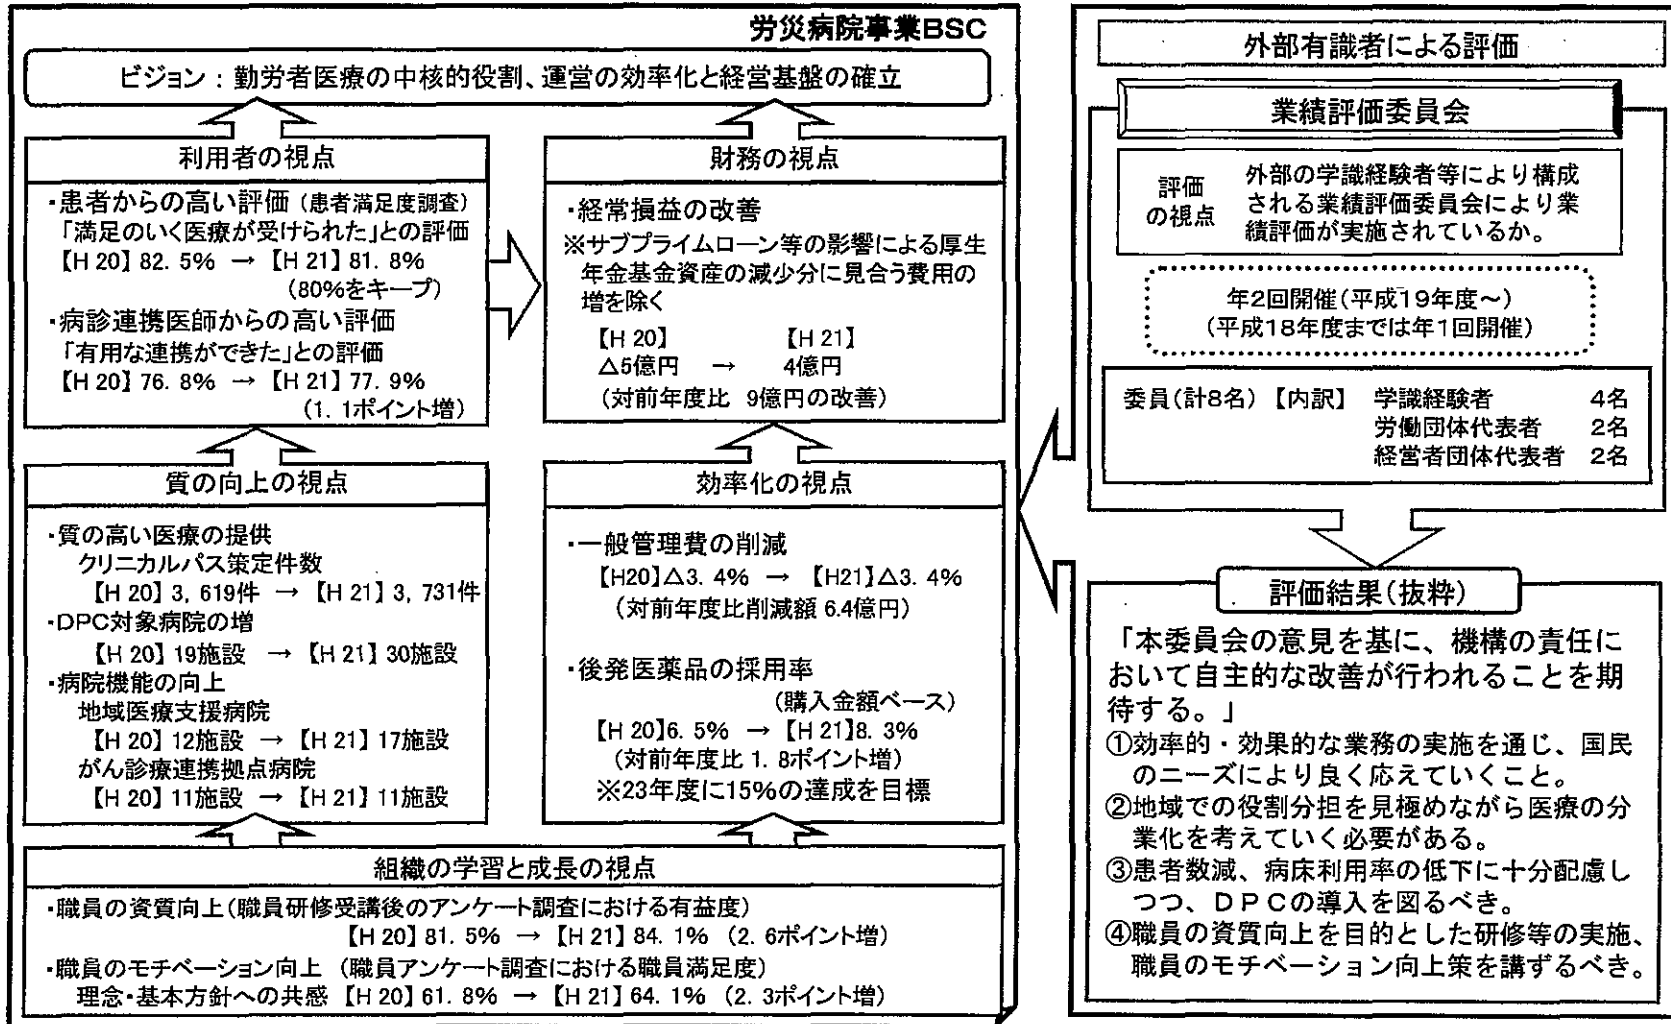 労災病院事業BSC
ビジョン：勤労者医療の中核的役割、運営の効率化と経営基盤の確立
利用者の視点
・患者からの高い評価（患者満足度調査）
「満足のいく医療が受けられた」との評価
【H 20】82．5％ → 【H 21】81．8％
（80％をキープ）
・病診連携医師からの高い評価
「有用な連携ができた」との評価
【H 20】76．8％ → 【H 21】77．9％
（1．1ポイント増）
財務の視点
・経常損益の改善
※サブプライムローン等の影響による厚生
年金基金資産の減少分に見合う費用の
増を除く
【H 20】 【H 21】
△5億円 → 4億円
（対前年度比 9億円の改善）
質の向上の視点
・質の高い医療の提供
クリニカルパス策定件数
【H 20】3，619件 → 【H 21】3，731件
・DPC対象病院の増
【H 20】19施設 → 【H 21】30施設
・病院機能の向上
地域医療支援病院
【H 20】12施設 → 【H 21】17施設
がん診療連携拠点病院
【H 20】11施設 → 【H 21】11施設
効率化の視点
・一般管理費の削減
【H20】△3．4％ → 【H21】△3．4％
（対前年度比削減額 6.4億円）
・後発医薬品の採用率
（購入金額ベース）
【H 20】6．5％ → 【H 21】8．3％
（対前年度比 1．8ポイント増）
※23年度に15％の達成を目標
組織の学習と成長の視点
・職員の資質向上（職員研修受講後のアンケート調査における有益度）
【H 20】81．5％ → 【H 21】84．1％（2．6ポイント増）
・職員のモチベーション向上（職員アンケート調査における職員満足度）
理念・基本方針への共感【H 20】61．8％ → 【H 21】64．1％（2．3ポイント増）
外部有識者による評価
業績評価委員会
評価の視点
外部の学識経験者等により構成
される業績評価委員会により業
績評価が実施されているか。
年2回開催（平成19年度～）
（平成18年度までは年1回開催）
委員（計8名）【内訳】 学識経験者 4名
労働団体代表者 2名
経営者団体代表者 2名
評価結果（抜粋）
「本委員会の意見を基に、機構の責任に
おいて自主的な改善が行われることを期
待する。」
①効率的・効果的な業務の実施を通じ、国民
のニーズにより良く応えていくこと。
②地域での役割分担を見極めながら医療の分
業化を考えていく必要がある。
③患者数減、病床利用率の低下に十分配慮し
つつ、ＤＰＣの導入を図るべき。
④職員の資質向上を目的とした研修等の実施、
職員のモチベーション向上策を講ずるべき。